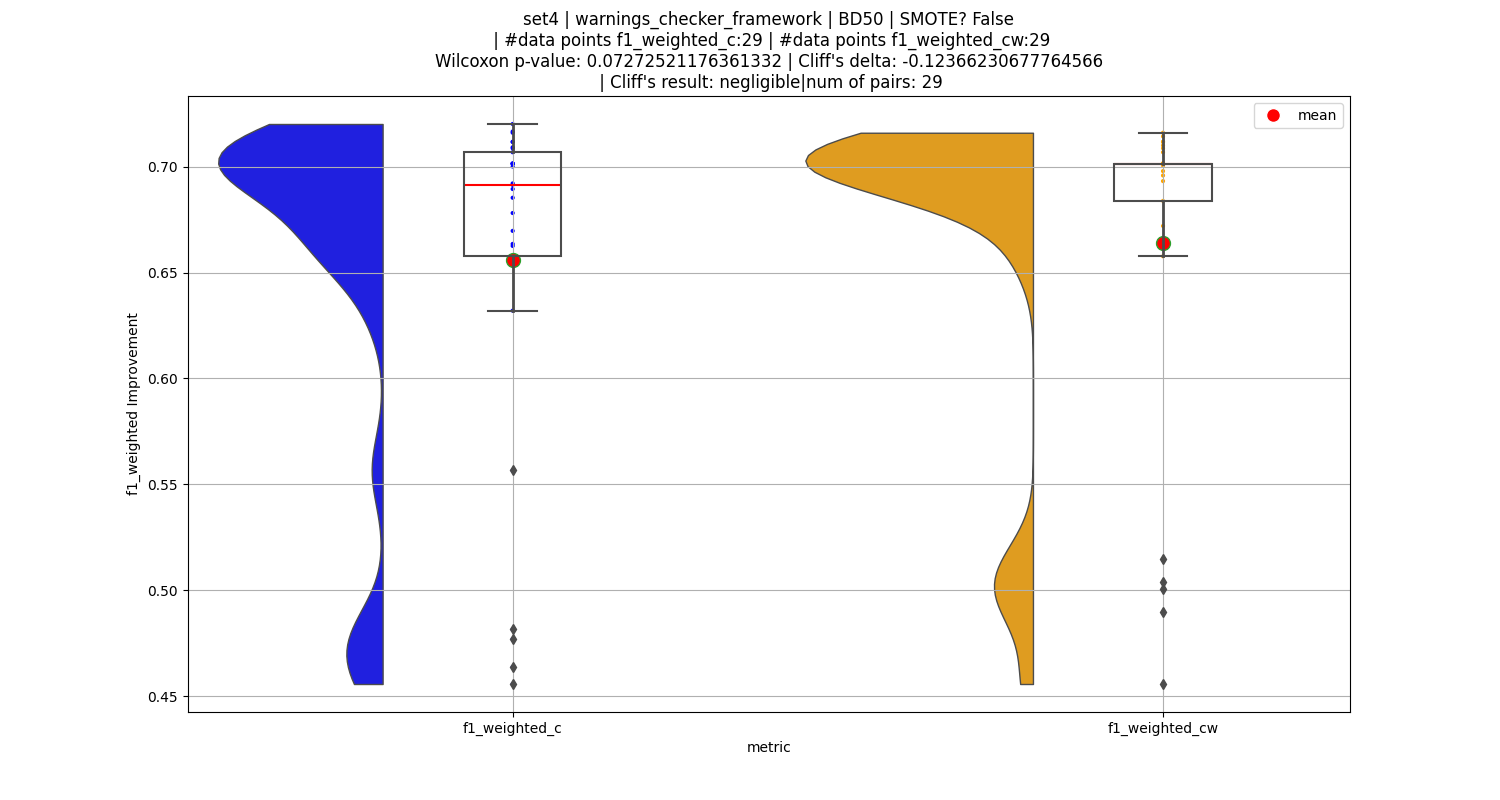 set4 | warnings_checker_framework | BD50 | SMOTE? False
| #data points f1_weighted_c:29 | #data points f1_weighted_cw:29
Wilcoxon p-value: 0.07272521176361332 | Cliff's delta: -0.12366230677764566
| Cliff's result: negligible|num of pairs: 29
mean
0.70
0.65
0.60
0.55
0.50
0.45
f1_weighted Improvement
f1_weighted_c
f1_weighted_cw
metric